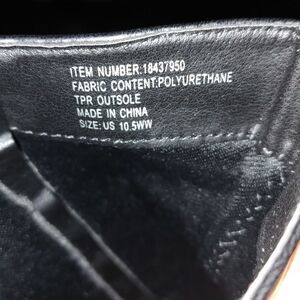 ITEM NUMBER:18437950
FABRIC CONTENT:POLYURETHANE
TPR OUTSOLE
MADE IN CHINA
SIZE: US 10.5WW